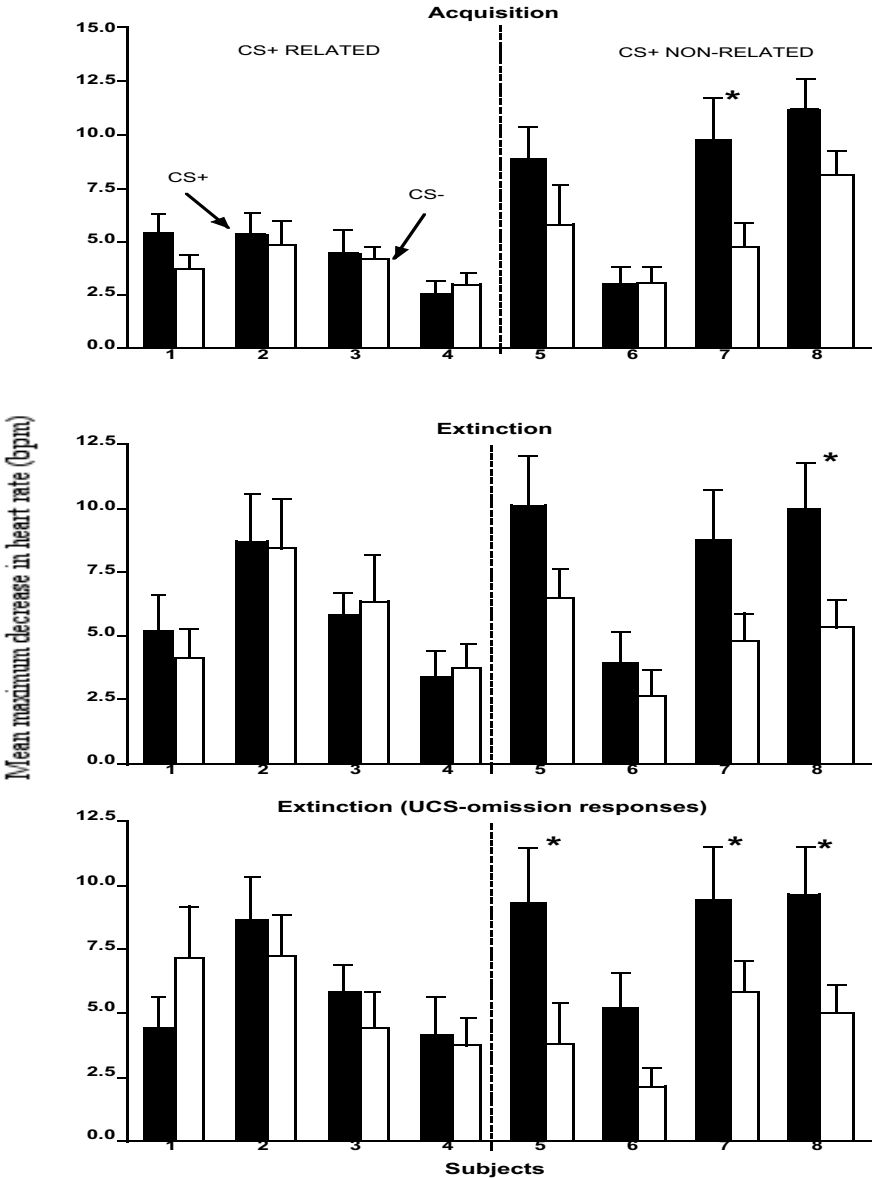 Acquisition
15.0
CS+ RELATED
CS+ NON-RELATED
12.5
*
10.0
CS+
7.5
CS-
5.0
2.5
0.0
1 2 3 4 5 6 7 8
Mean maximum decrease in heart rate (bpm)
Extinction
12.5
*
10.0
7.5
5.0
2.5
0.0
1 2 3 4 5 6 7 8
Extinction (UCS-omission responses)
12.5
* * *
10.0
7.5
5.0
2.5
0.0
1 2 3 4 5 6 7 8
Subjects